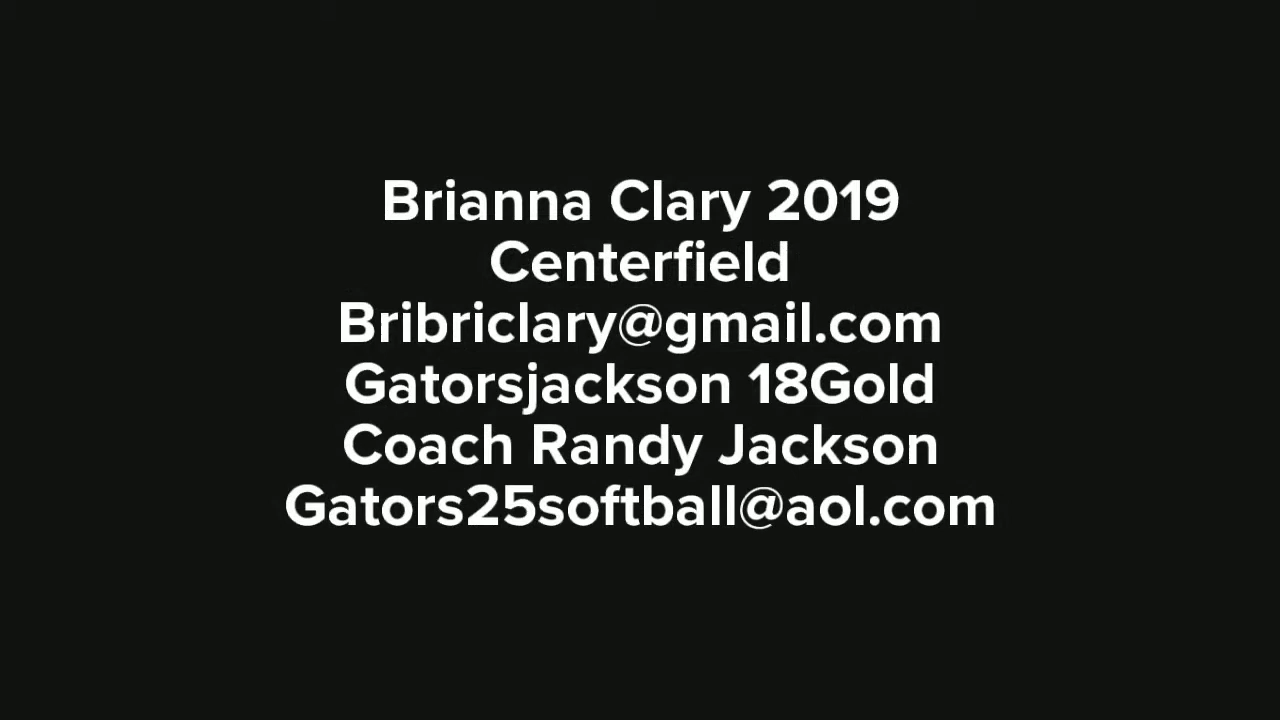 Brianna Clary 2019
Centerfield
Bribriclary@gmail.com
Gatorsjackson 18Gold
Coach Randy Jackson
Gators25softball@aol.com